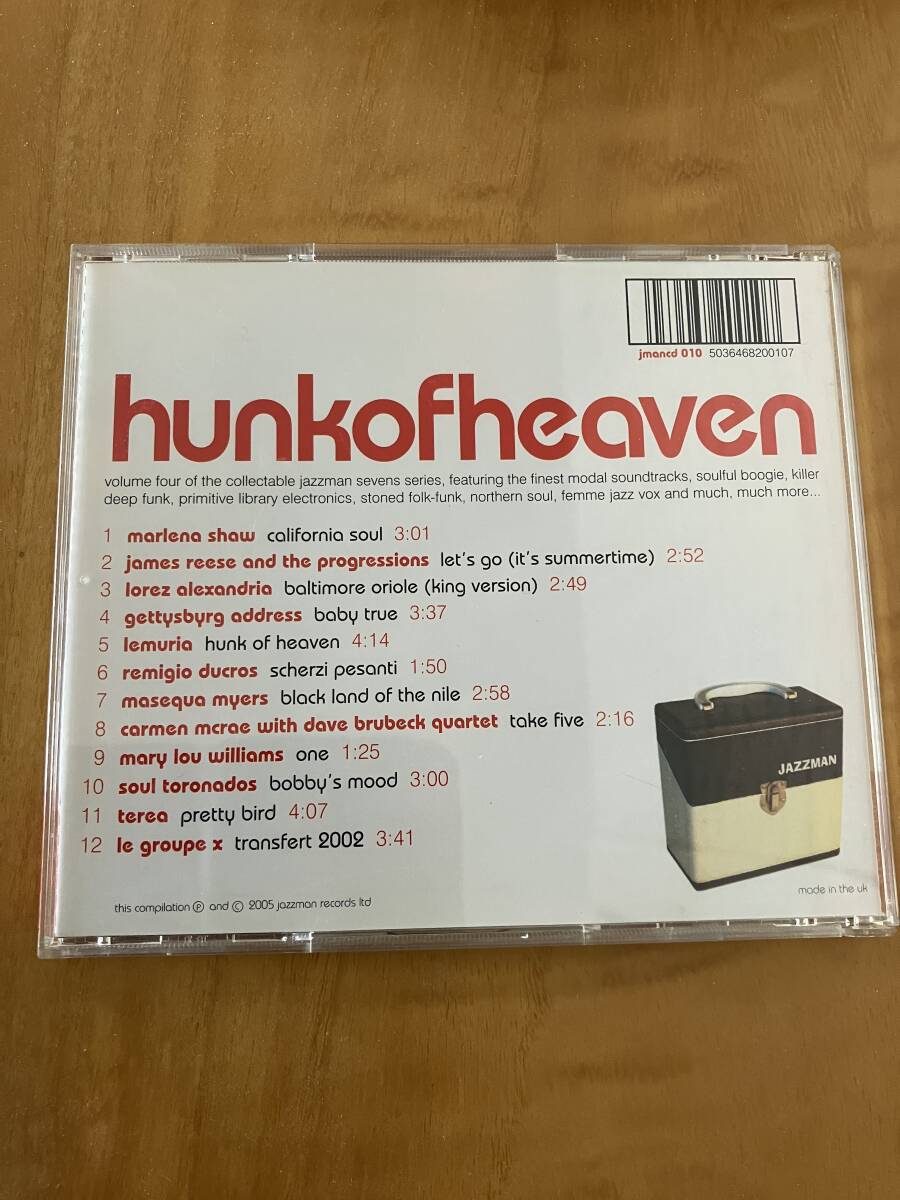 jmancd 010 5036468200107
hunkofheaven
volume four of the collectable jazzman sevens series, featuring the finest modal soundtracks, soulful boogie, killer
deep funk, primitive library electronics, stoned folk-funk, northern soul, femme jazz vox and much, much more...
1 marlena shaw california soul 3:01
2 james reese and the progressions let's go (it's summertime) 2:52
3 lorez alexandria baltimore oriole (king version) 2:49
4 gettysbyrg address baby true 3:37
5 lemuria hunk of heaven 4:14
6 remigio ducros scherzi pesanti 1:50
7 masequa myers black land of the nile 2:58
8 carmen mcrae with dave brubeck quartet take five 2:16
9 mary lou williams one 1:25
10 soul toronados bobby's mood 3:00
11 terea pretty bird 4:07
12 le groupe x transfert 2002 3:41
JAZZMAN
made in the uk
this compilation ℗ and © 2005 jazzman records ltd